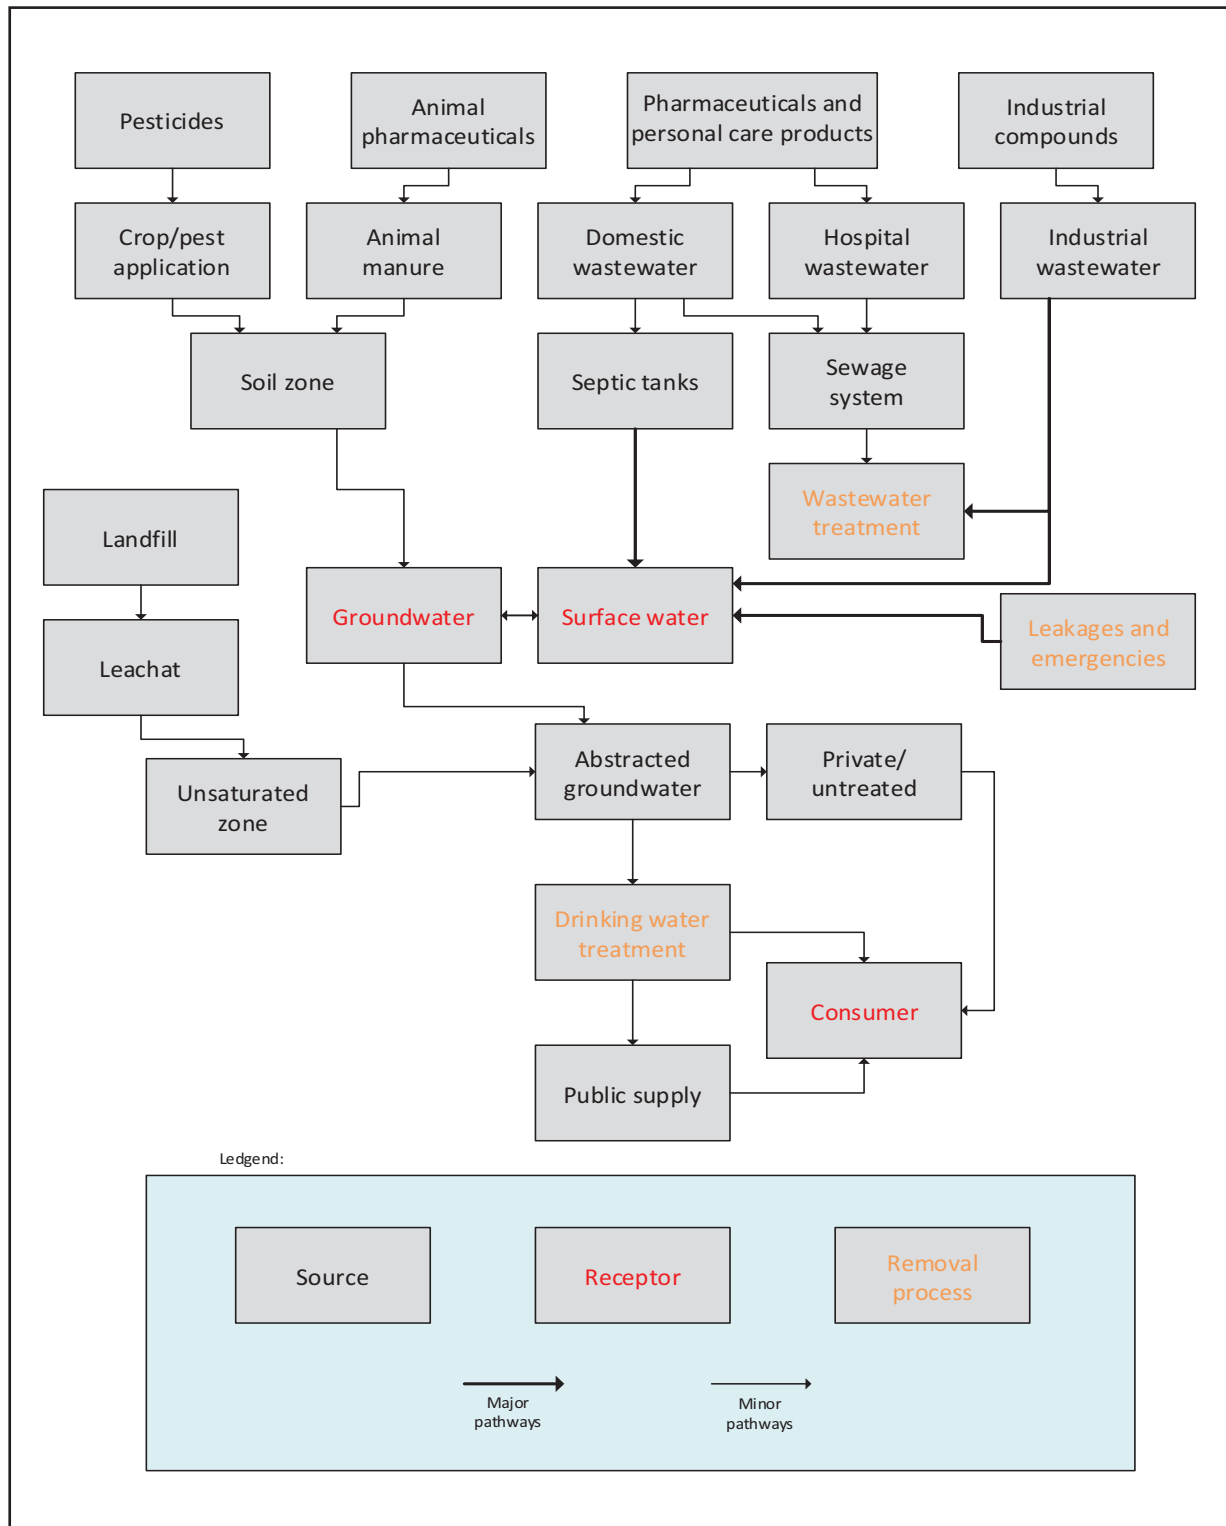 Pesticides
Animal
pharmaceuticals
Pharmaceuticals and
personal care products
Industrial
compounds
Crop/pest
application
Animal
manure
Domestic
wastewater
Hospital
wastewater
Industrial
wastewater
Soil zone
Septic tanks
Sewage
system
Wastewater
treatment
Landfill
Groundwater
Surface water
Leakages and
emergencies
Leachat
Unsaturated
zone
Abstracted
groundwater
Private/
untreated
Drinking water
treatment
Consumer
Public supply
Ledgend:
Source
Receptor
Removal
process
Major
pathways
Minor
pathways